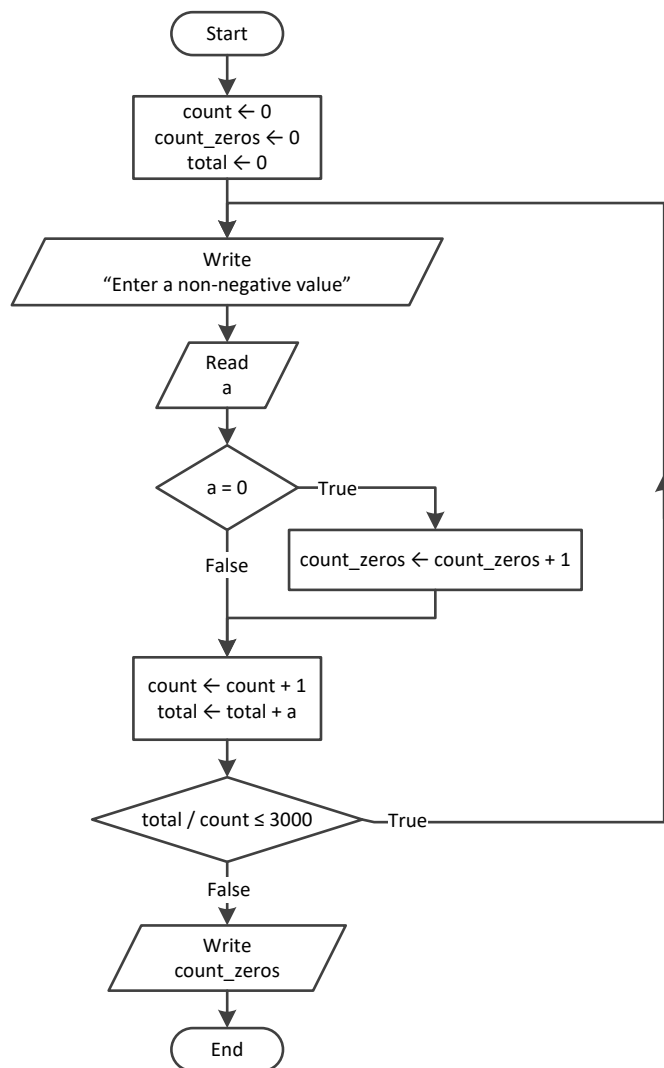 Start
count ← 0
count_zeros ← 0
total ← 0
Write
“Enter a non-negative value”
Read
a
a = 0
True
count_zeros ← count_zeros + 1
False
count ← count + 1
total ← total + a
total / count ≤ 3000
True
False
Write
count_zeros
End